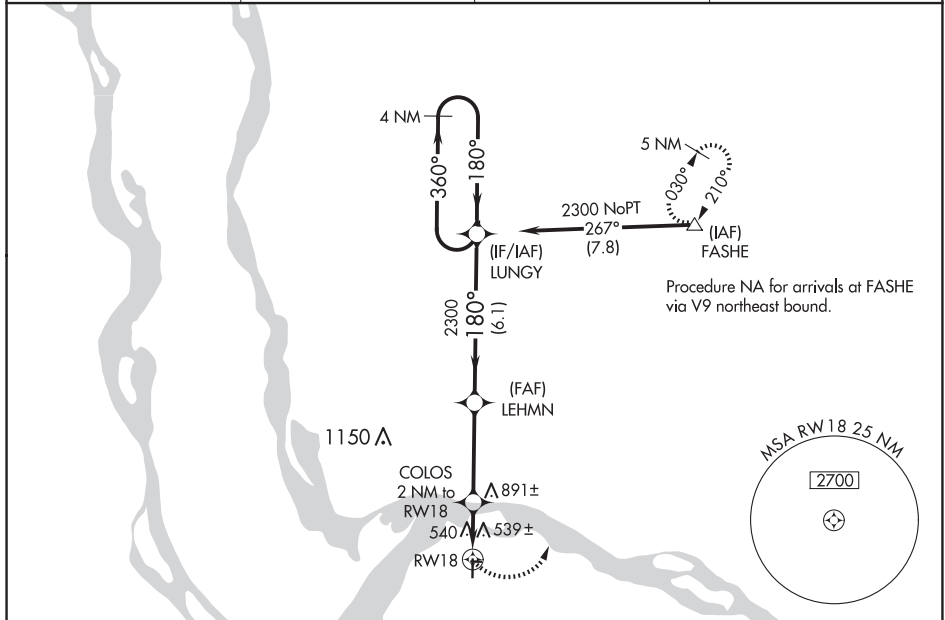 4 NM
360°
180°
5 NM
030°
210°
2300 NoPT
267°
(7.8)
(IAF)
FASHE
(IF/IAF)
LUNGY
Procedure NA for arrivals at FASHE
via V9 northeast bound.
2300
180°
(6.1)
(FAF)
LEHMN
1150
MSA RW18 25 NM
2700
COLOS
2 NM to
RW18
891±
540
539±
RW18